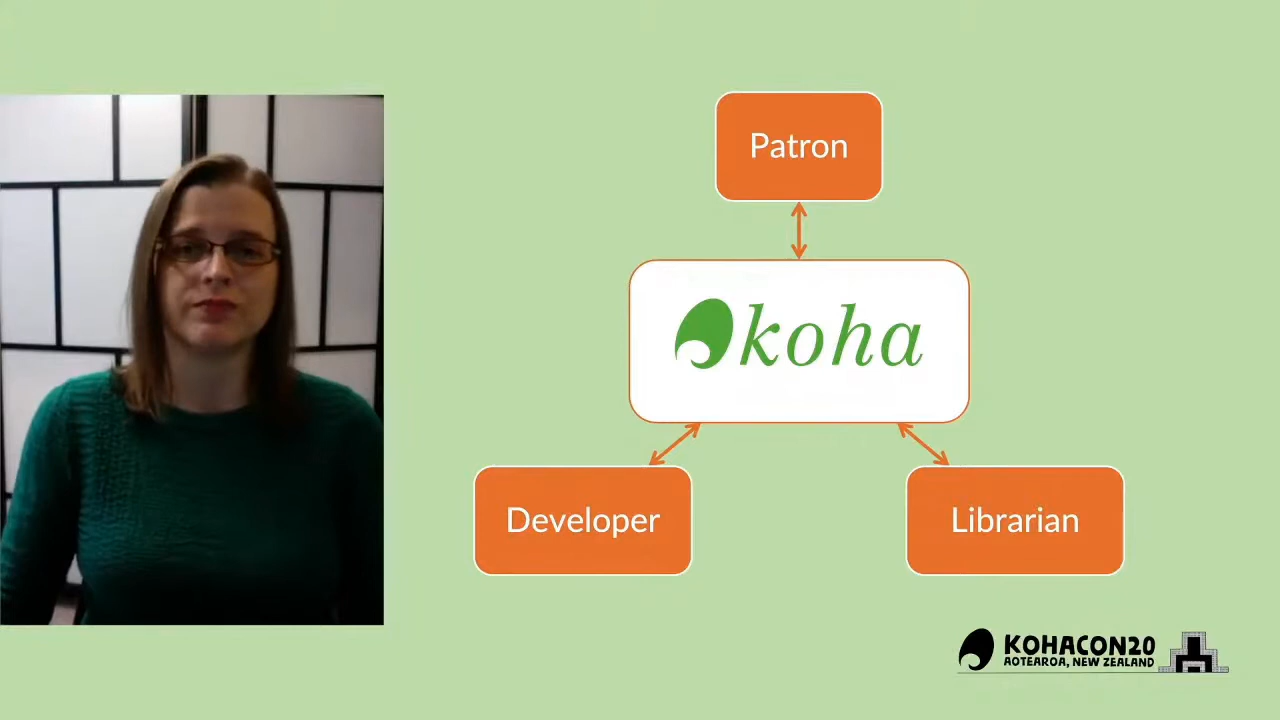 Patron
koha
Developer
Librarian
KOHACON20
AOTEAROA, NEW ZEALAND